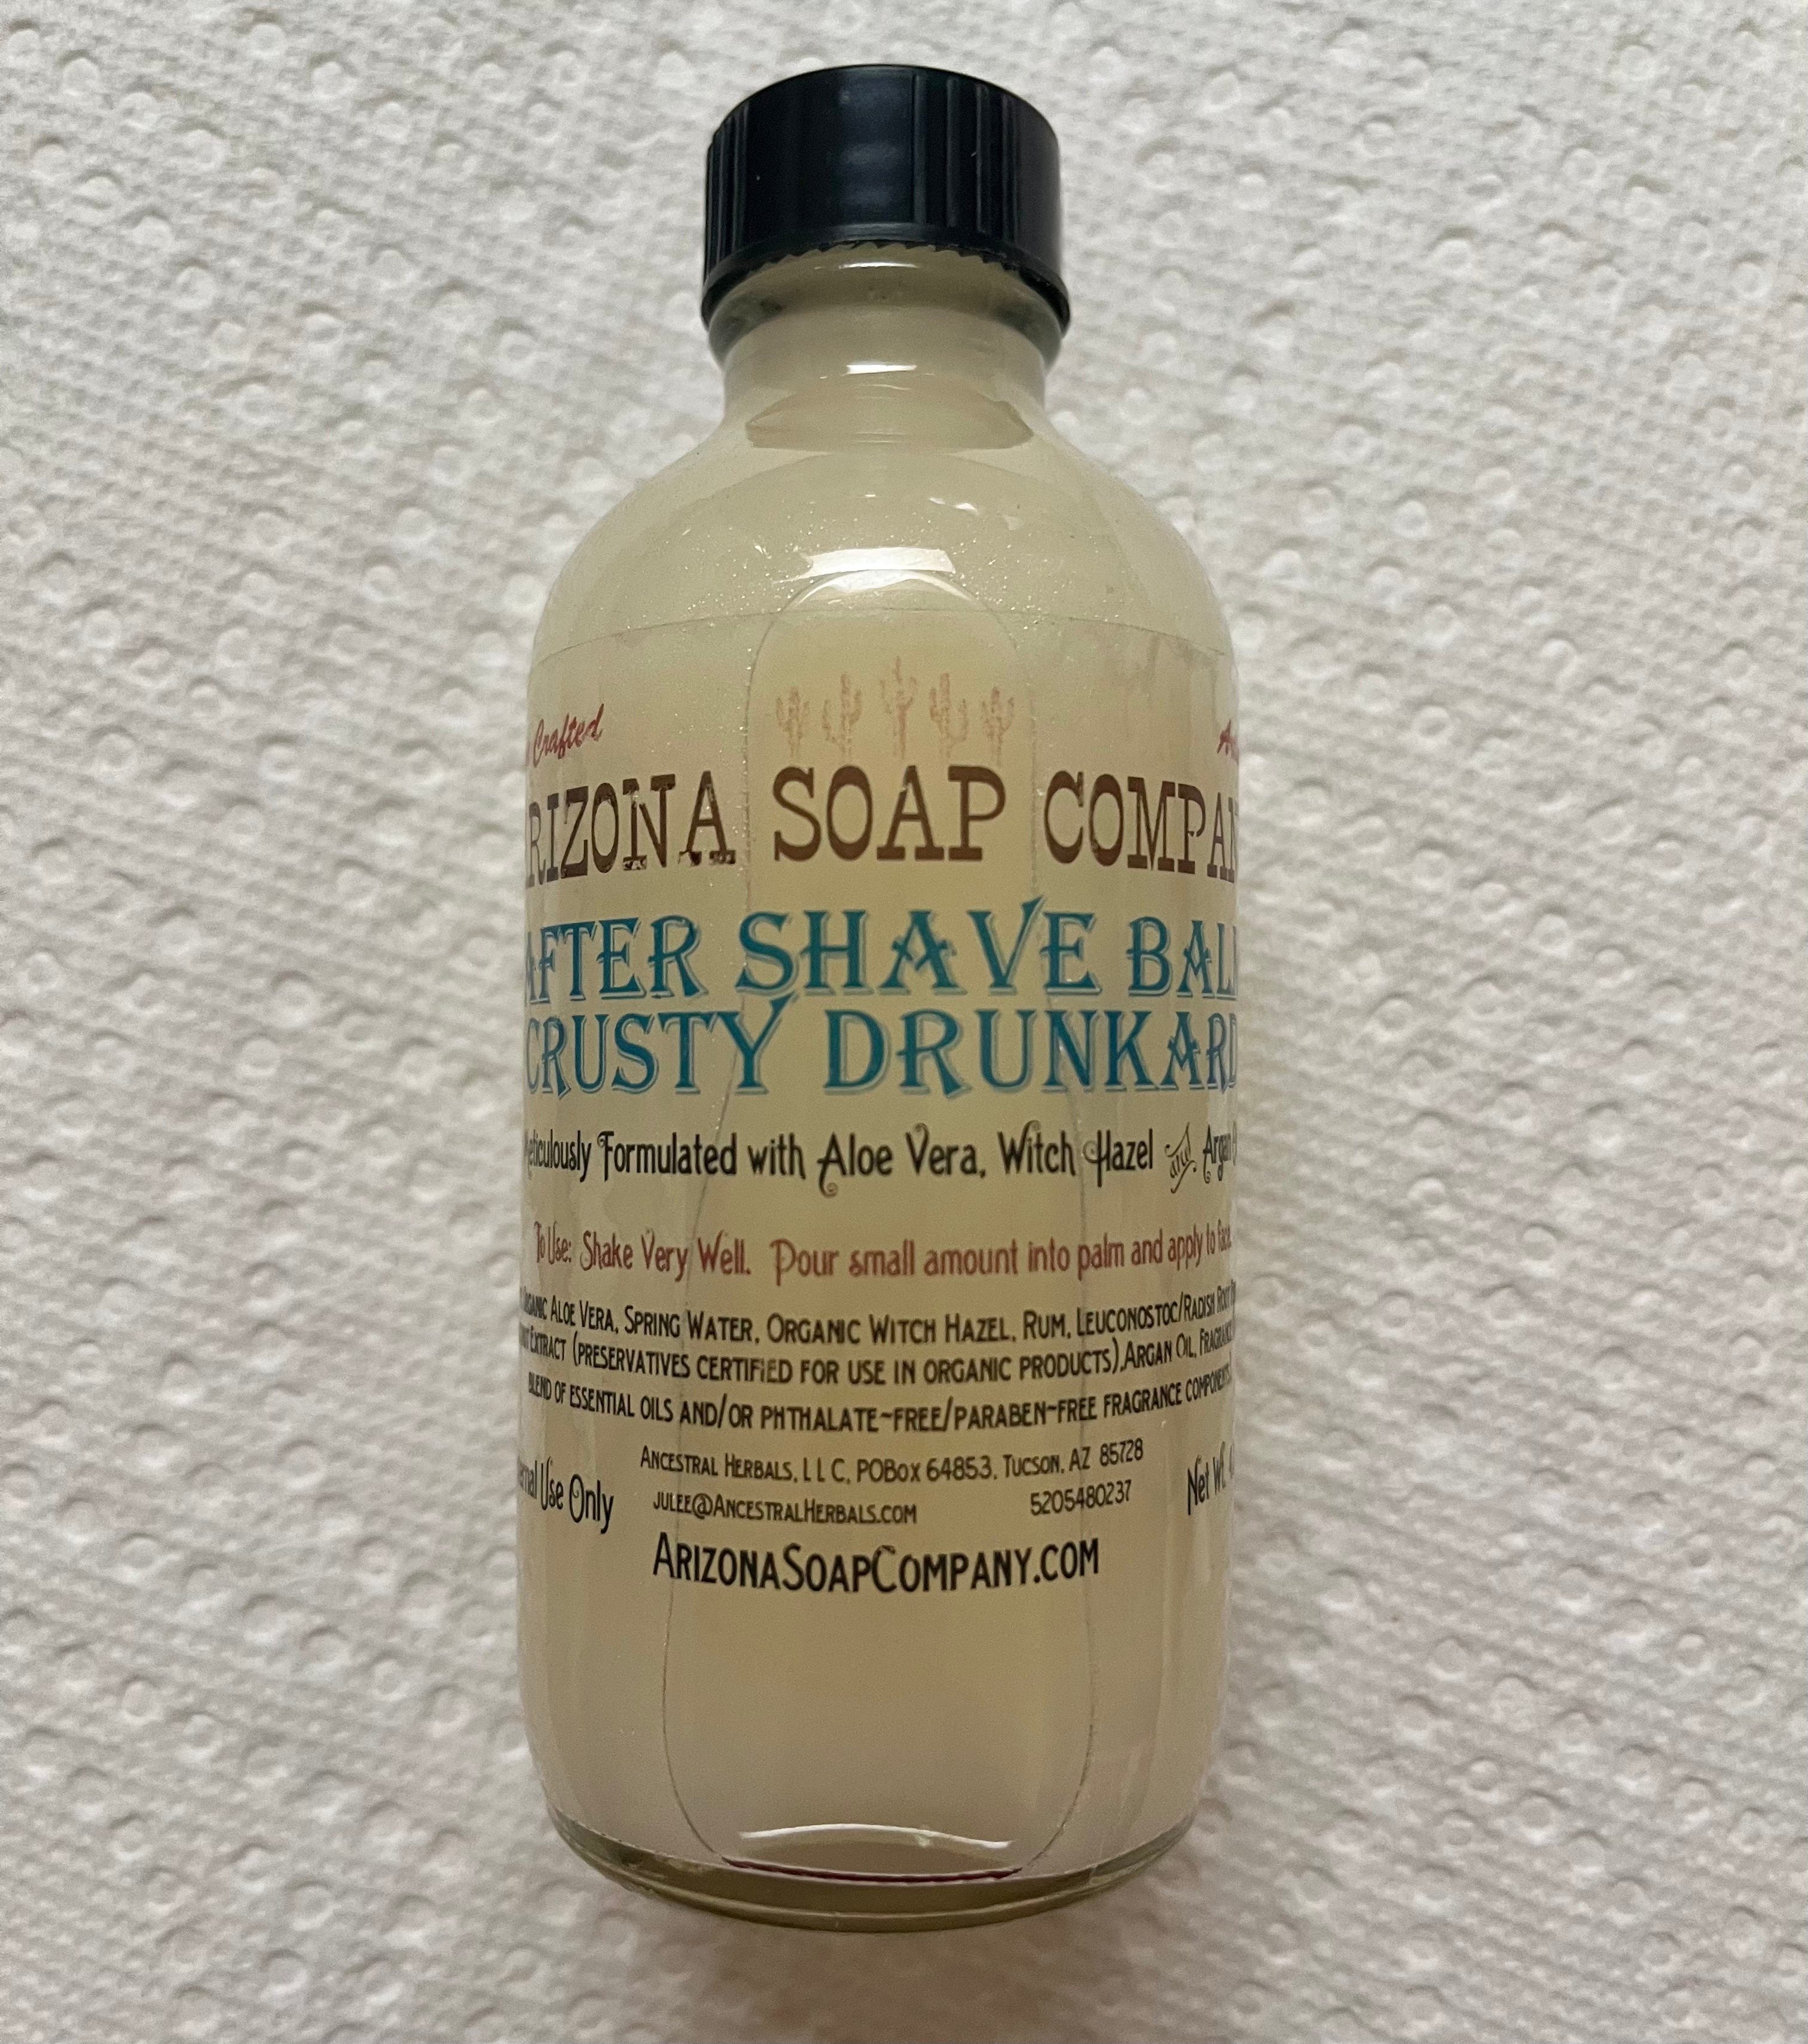 Crafted
RIZONA SOAP COMPAN
AFTER SHAVE BAL
CRUSTY DRUNKARD
eticulously Formulated with Aloe Vera, Witch Hazel and Argan
To Use: Shake Very Well. Pour small amount into palm and apply to face.
Organic Aloe Vera, Spring Water, Organic Witch Hazel, Rum, Leuconostoc/Radish Root
Extract (preservatives certified for use in organic products), Argan Oil, Fragrance
blend of essential oils and/or phthalate~free/paraben~free fragrance components
Ancestral Herbals, L L C, POBox 64853, Tucson, AZ 85728
ernal Use Only julee@AncestralHerbals.com 5205480237 Net Wt.
ArizonaSoapCompany.com